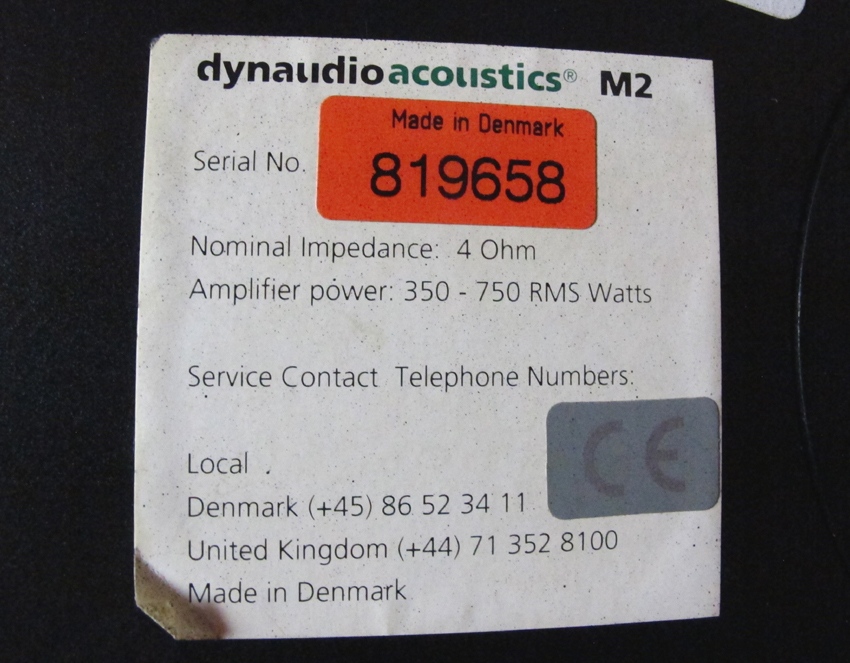 dynaudioacoustics® M2
Made in Denmark
Serial No. 819658
Nominal Impedance: 4 Ohm
Amplifier power: 350 - 750 RMS Watts
Service Contact Telephone Numbers:
CE
Local .
Denmark (+45) 86 52 34 11
United Kingdom (+44) 71 352 8100
Made in Denmark